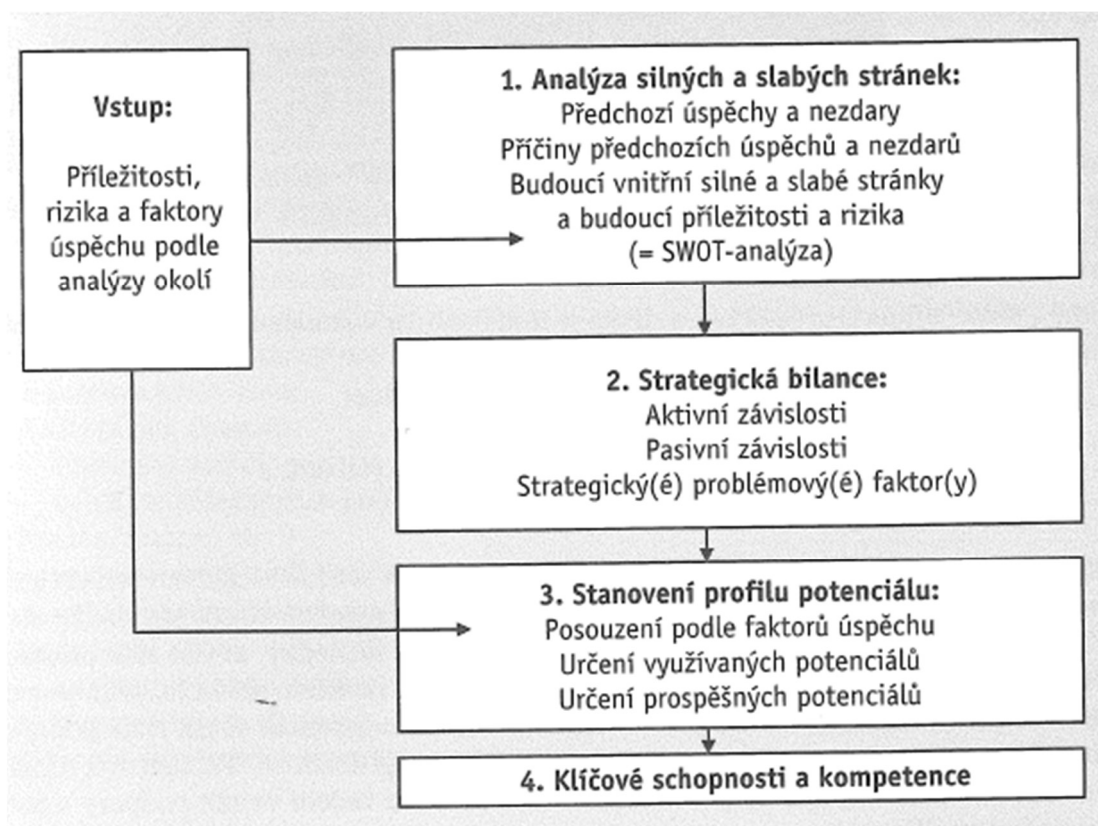 Vstup:
Příležitosti,
rizika a faktory
úspěchu podle
analýzy okolí
1. Analýza silných a slabých stránek:
Předchozí úspěchy a nezdary
Příčiny předchozích úspěchů a nezdarů
Budoucí vnitřní silné a slabé stránky
a budoucí příležitosti a rizika
(= SWOT-analýza)
2. Strategická bilance:
Aktivní závislosti
Pasivní závislosti
Strategický(é) problémový(é) faktor(y)
3. Stanovení profilu potenciálu:
Posouzení podle faktorů úspěchu
Určení využívaných potenciálů
Určení prospěšných potenciálů
4. Klíčové schopnosti a kompetence